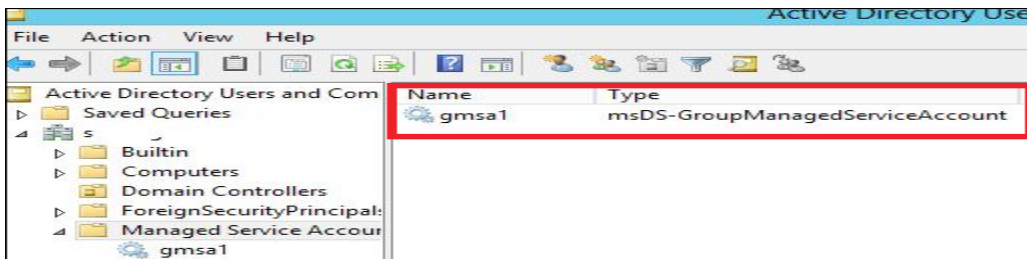 Active Directory Use
File Action View Help
Active Directory Users and Com
Name Type
Saved Queries
gmsa1 msDS-GroupManagedServiceAccount
s
Builtin
Computers
Domain Controllers
ForeignSecurityPrincipal:
Managed Service Accour
gmsa1